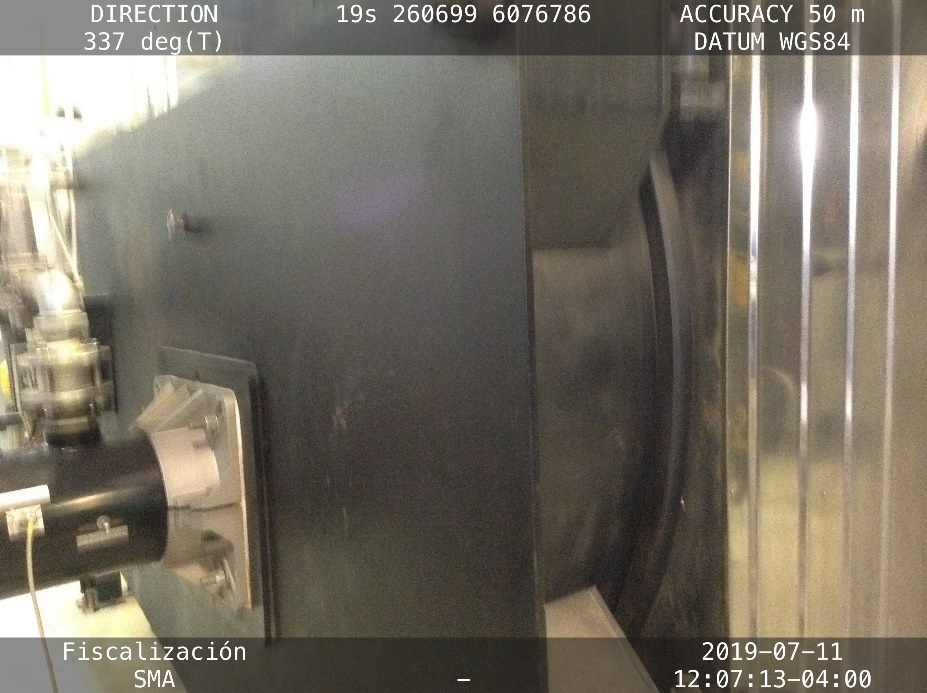 DIRECTION
337 deg(T)
19s 260699 6076786
ACCURACY 50 m
DATUM WGS84
Fiscalización
SMA
–
2019-07-11
12:07:13-04:00